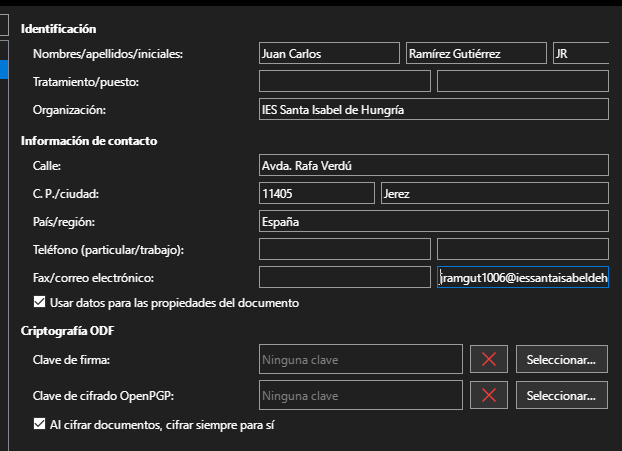 Identificación
Nombres/apellidos/iniciales: Juan Carlos Ramírez Gutiérrez JR
Tratamiento/puesto:
Organización: IES Santa Isabel de Hungría
Información de contacto
Calle: Avda. Rafa Verdú
C. P./ciudad: 11405 Jerez
País/región: España
Teléfono (particular/trabajo):
Fax/correo electrónico: jramgut1006@iessantaisabeldeh
Usar datos para las propiedades del documento
Criptografía ODF
Clave de firma: Ninguna clave Seleccionar...
Clave de cifrado OpenPGP: Ninguna clave Seleccionar...
Al cifrar documentos, cifrar siempre para sí